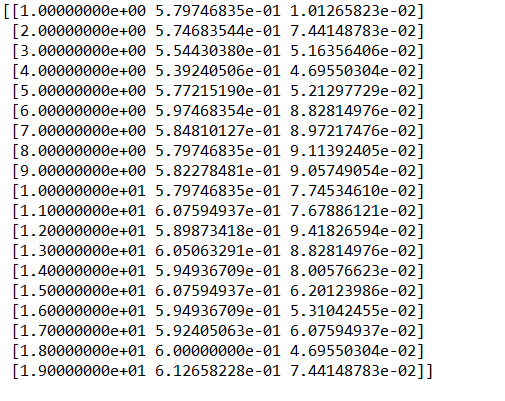 [[1.00000000e+00 5.79746835e-01 1.01265823e-02]
[2.00000000e+00 5.74683544e-01 7.44148783e-02]
[3.00000000e+00 5.54430380e-01 5.16356406e-02]
[4.00000000e+00 5.39240506e-01 4.69550304e-02]
[5.00000000e+00 5.77215190e-01 5.21297729e-02]
[6.00000000e+00 5.97468354e-01 8.82814976e-02]
[7.00000000e+00 5.84810127e-01 8.97217476e-02]
[8.00000000e+00 5.79746835e-01 9.11392405e-02]
[9.00000000e+00 5.82278481e-01 9.05749054e-02]
[1.00000000e+01 5.79746835e-01 7.74534610e-02]
[1.10000000e+01 6.07594937e-01 7.67886121e-02]
[1.20000000e+01 5.89873418e-01 9.41826594e-02]
[1.30000000e+01 6.05063291e-01 8.82814976e-02]
[1.40000000e+01 5.94936709e-01 8.00576623e-02]
[1.50000000e+01 6.07594937e-01 6.20123986e-02]
[1.60000000e+01 5.94936709e-01 5.31042455e-02]
[1.70000000e+01 5.92405063e-01 6.07594937e-02]
[1.80000000e+01 6.00000000e-01 4.69550304e-02]
[1.90000000e+01 6.12658228e-01 7.44148783e-02]]